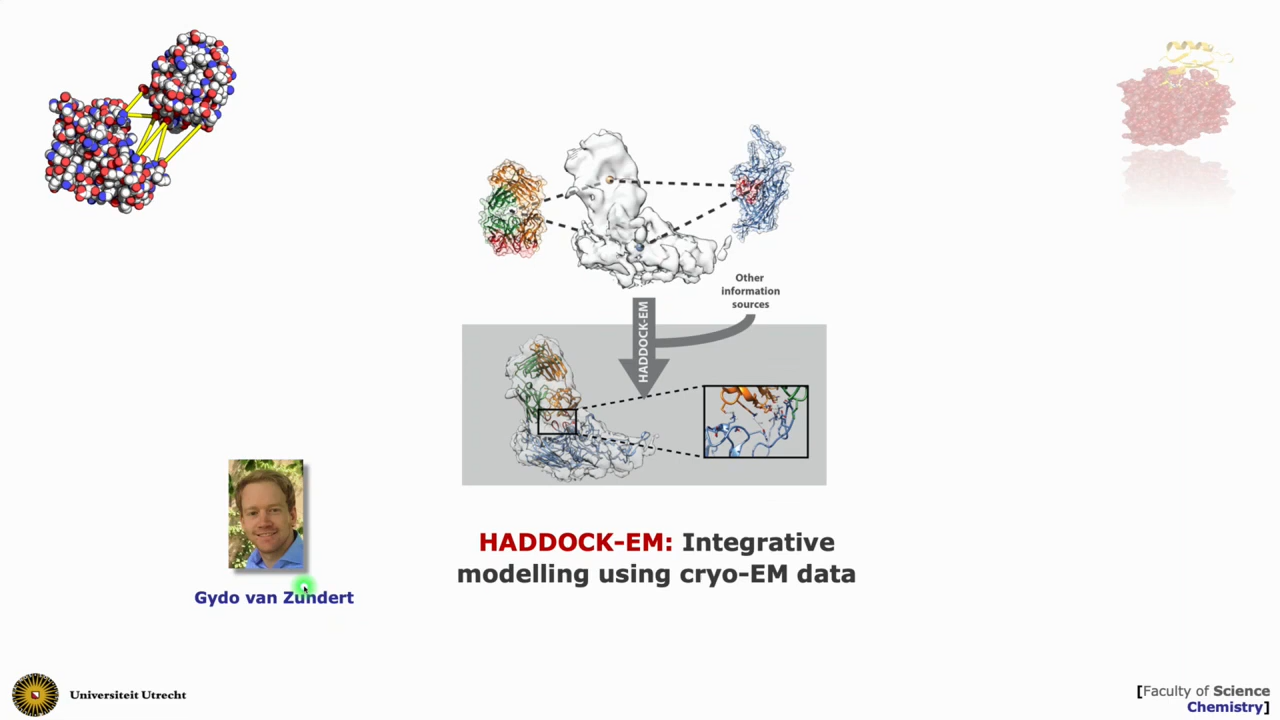 Other
information
sources
HADDOCK-EM
HADDOCK-EM: Integrative
modelling using cryo-EM data
Gydo van Zundert
Universiteit Utrecht
[Faculty of Science
Chemistry]